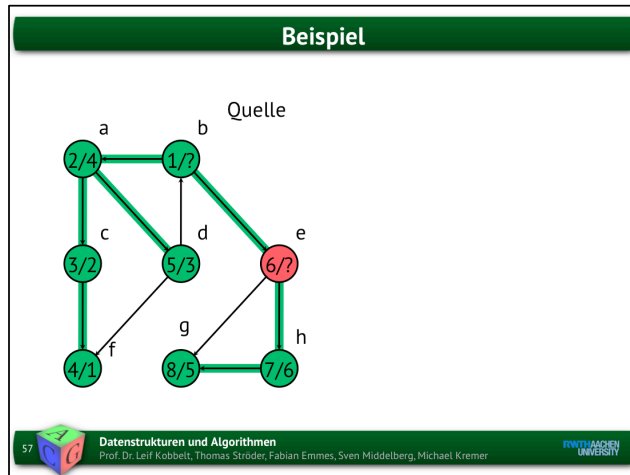 Beispiel
Quelle
a
b
2/4
1/?
c
d
e
3/2
5/3
6/?
f
g
h
4/1
8/5
7/6
57
A
C
G
Datenstrukturen und Algorithmen
Prof. Dr. Leif Kobbelt, Thomas Ströder, Fabian Emmes, Sven Middelberg, Michael Kremer
RWTHAACHEN
UNIVERSITY